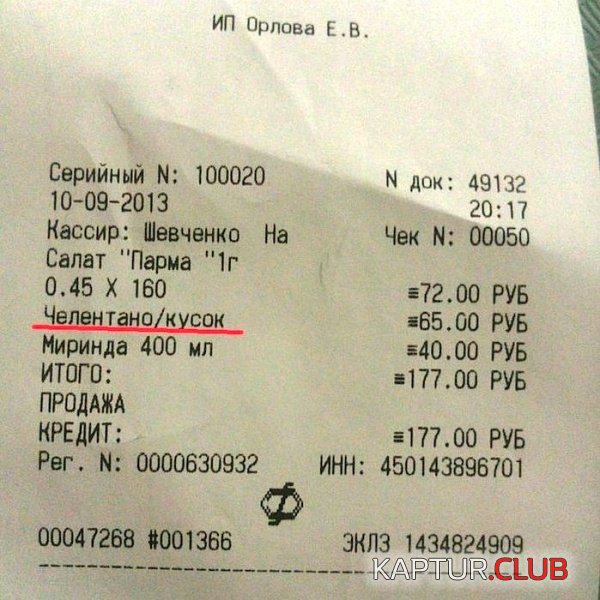 ИП Орлова Е.В.
Серийный N: 100020 N док: 49132
10-09-2013 20:17
Кассир: Шевченко На Чек N: 00050
Салат "Парма "1г
0.45 X 160 ≡72.00 РУБ
Челентано/кусок ≡65.00 РУБ
Миринда 400 мл ≡40.00 РУБ
ИТОГО: ≡177.00 РУБ
ПРОДАЖА
КРЕДИТ: ≡177.00 РУБ
Рег. N: 0000630932 ИНН: 450143896701
00047268 #001366 ЭКЛЗ 1434824909
KAPTUR.CLUB